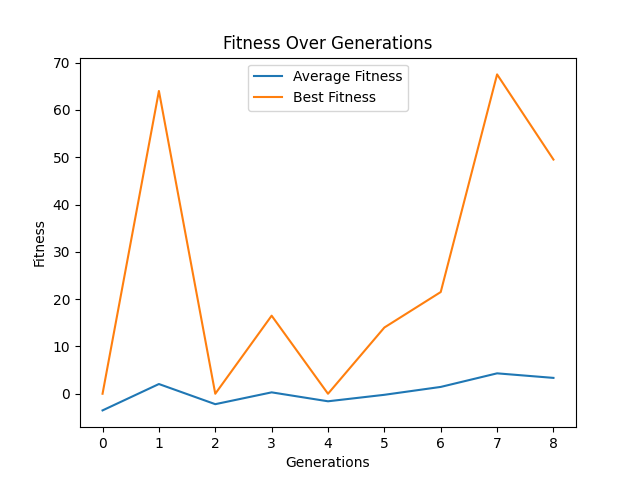 Fitness Over Generations
Average Fitness
Best Fitness
70
60
50
40
30
20
10
0
Fitness
0 1 2 3 4 5 6 7 8
Generations